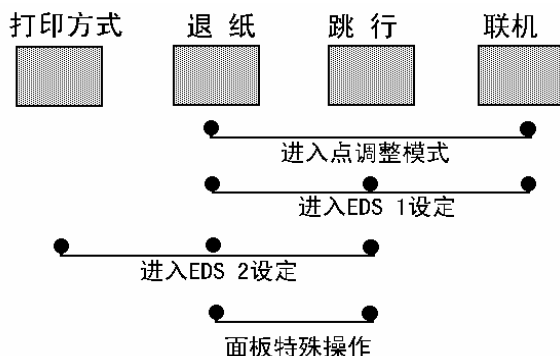 打印方式 退 纸 跳 行 联机
进入点调整模式
进入EDS 1设定
进入EDS 2设定
面板特殊操作